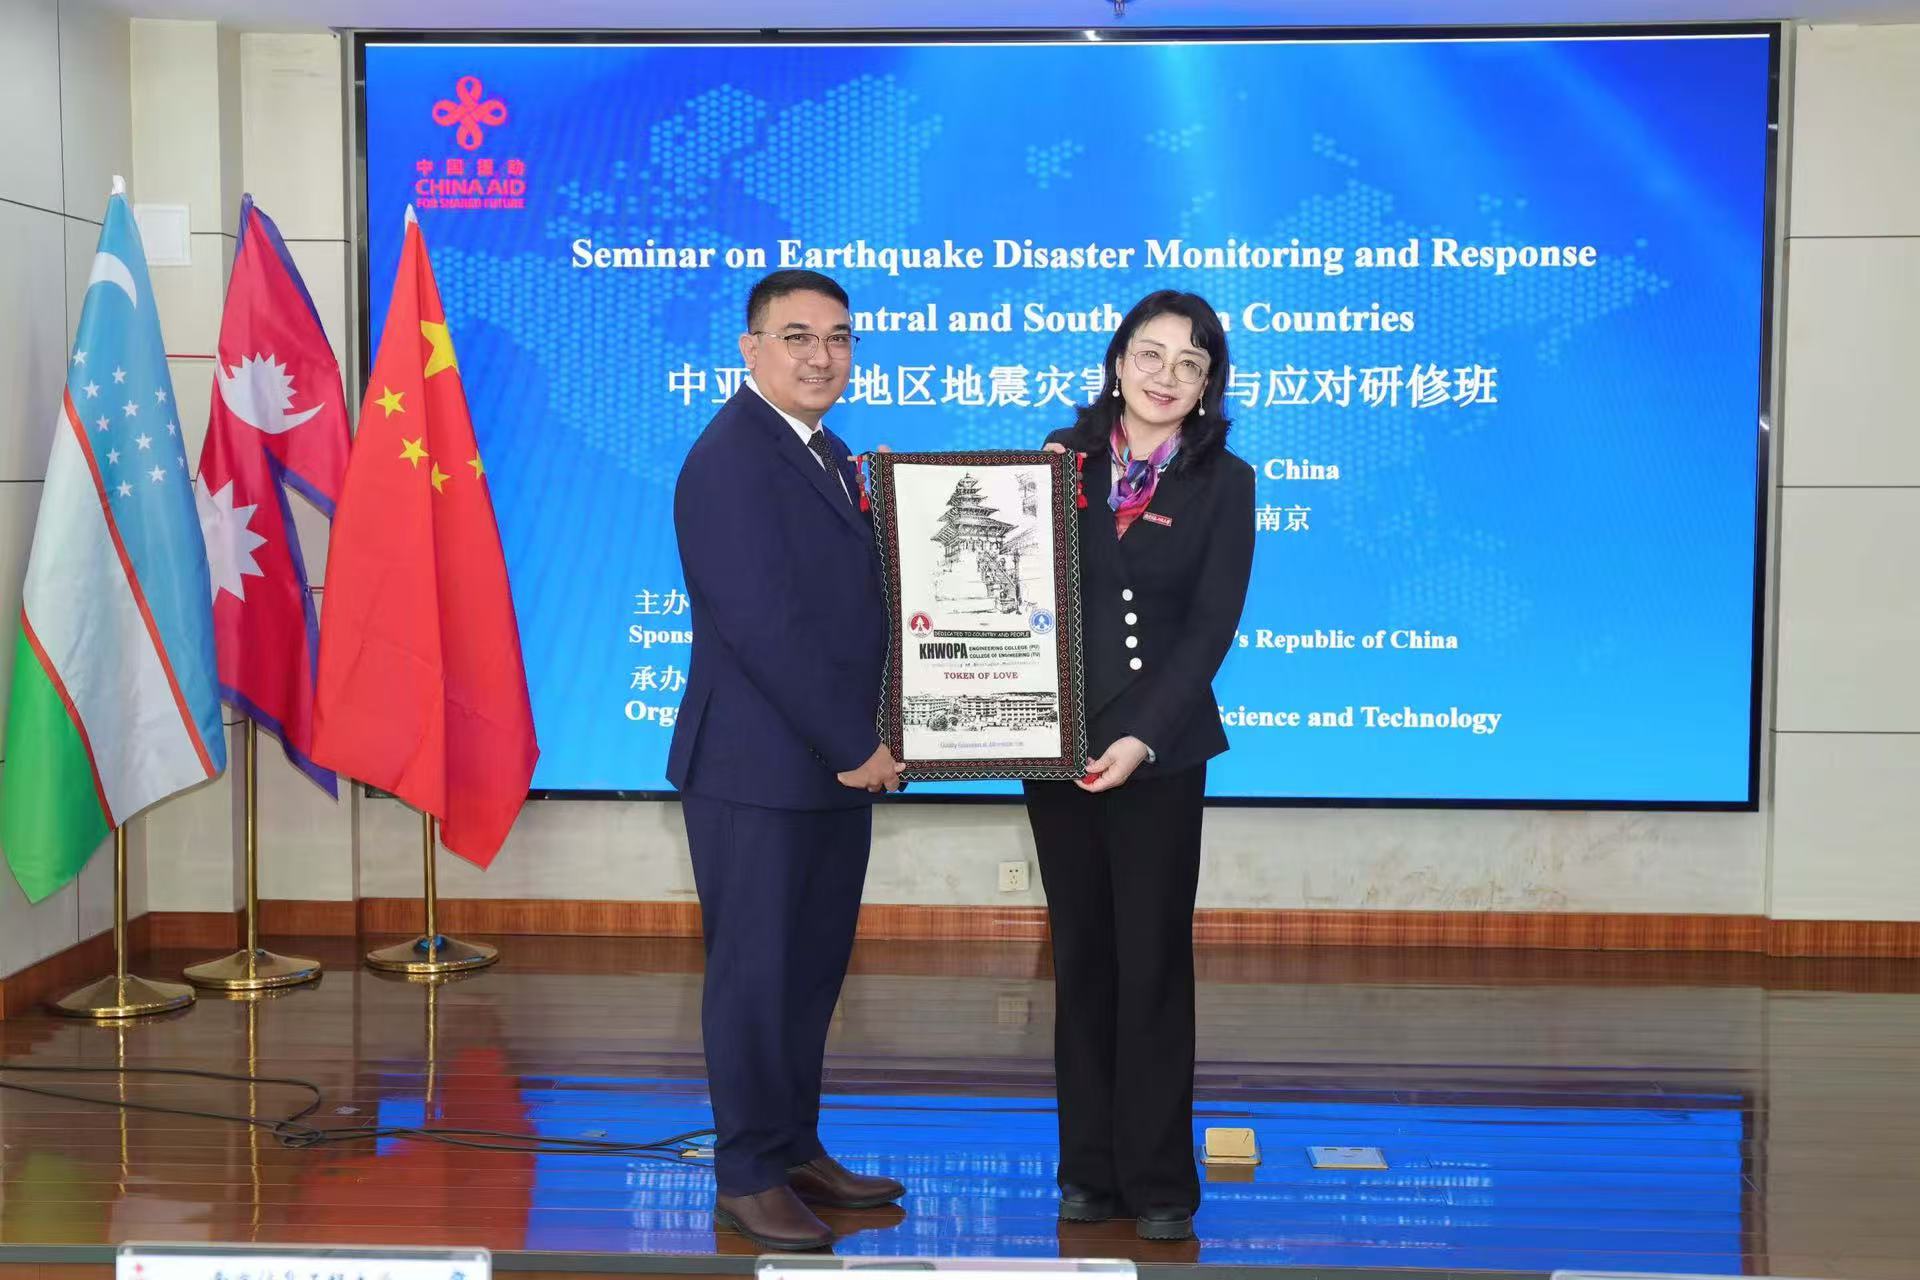 中国援助
CHINA AID
FOR SHARED FUTURE
Seminar on Earthquake Disaster Monitoring and Response
entral and South n Countries
中亚 地区地震灾害 与应对研修班
g China
南京
主办
Spons 's Republic of China
承办
Orga Science and Technology
DEDICATED TO COUNTRY AND PEOPLE
KHWOPA ENGINEERING COLLEGE (PU)
COLLEGE OF ENGINEERING (TU)
TOKEN OF LOVE